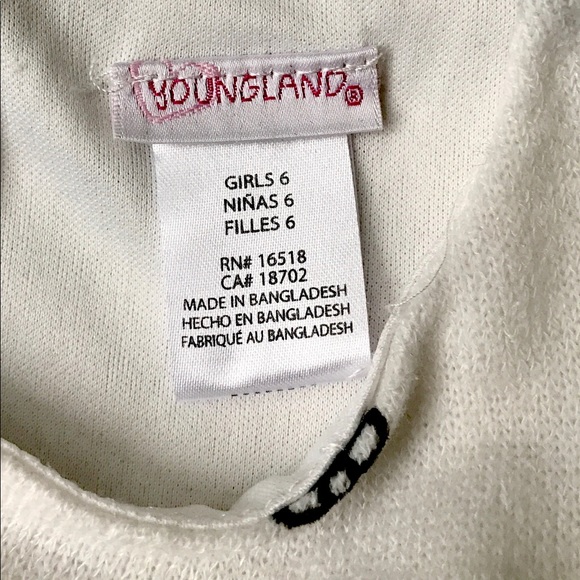 YOUNGLAND®
GIRLS 6
NIÑAS 6
FILLES 6
RN# 16518
CA# 18702
MADE IN BANGLADESH
HECHO EN BANGLADESH
FABRIQUÉ AU BANGLADESH